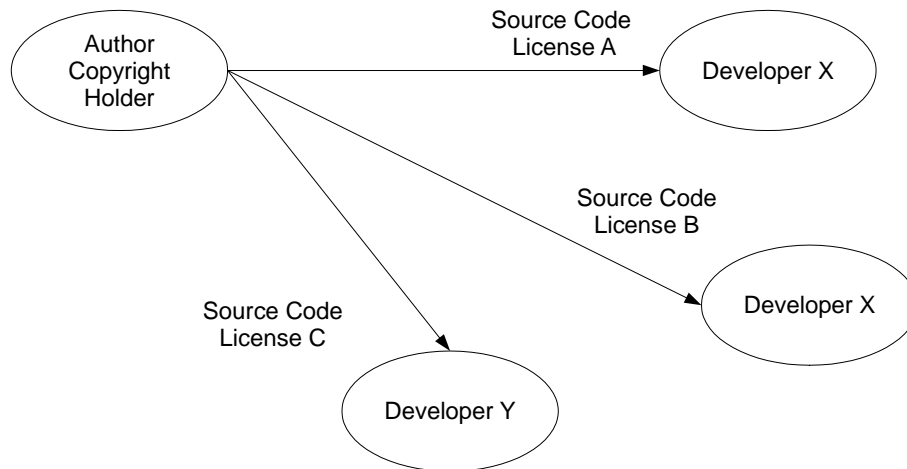 Author
Copyright
Holder
Source Code
License A
Developer X
Source Code
License B
Developer X
Source Code
License C
Developer Y